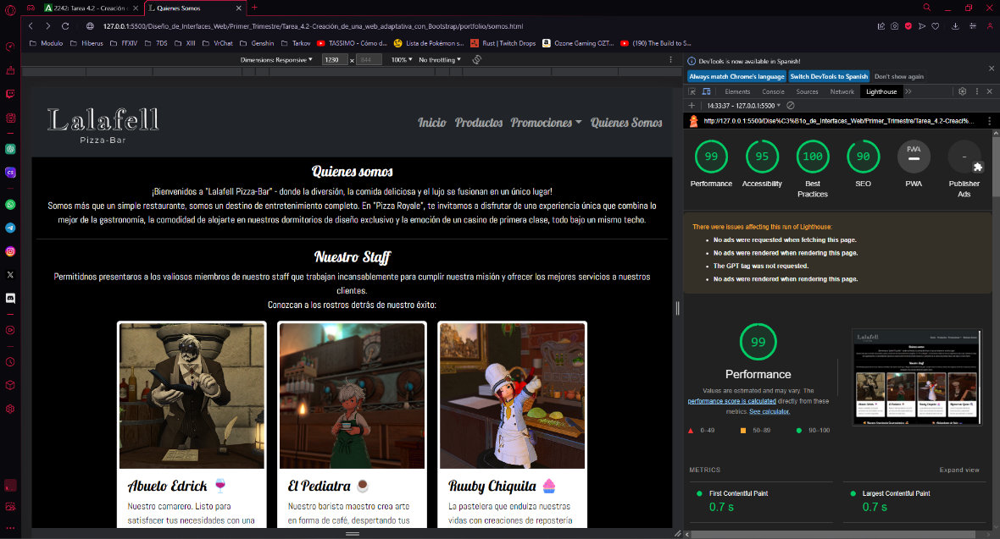 2242: Tarea 4.2 - Creación c
Quienes Somos
127.0.0.1:5500/Diseño_de_Interfaces_Web/Primer_Trimestre/Tarea_4.2-Creación_de_una_web_adaptativa_con_Bootstrap/portfolio/somos.html
Modulo
Hiberus
FFXIV
7DS
XIII
VrChat
Genshin
Tarkov
TASSIMO - Cómo d...
Lista de Pokémon s...
Rust | Twitch Drops
Ozone Gaming OZT...
(190) The Build to S...
Dimensions: Responsive
1230
x
844
100%
No throttling
Lalafell
Pizza-Bar
Inicio
Productos
Promociones
Quienes Somos
Quienes somos
¡Bienvenidos a "Lalafell Pizza-Bar" - donde la diversión, la comida deliciosa y el lujo se fusionan en un único lugar!
Somos más que un simple restaurante, somos un destino de entretenimiento completo. En "Pizza Royale", te invitamos a disfrutar de una experiencia única que combina lo
mejor de la gastronomía, la comodidad de alojarte en nuestros dormitorios de diseño exclusivo y la emoción de un casino de primera clase, todo bajo un mismo techo.
Nuestro Staff
Permitidnos presentaros a los valiosos miembros de nuestro staff que trabajan incansablemente para cumplir nuestra misión y ofrecer los mejores servicios a nuestros
clientes.
Conozcan a los rostros detrás de nuestro éxito:
Abuelo Edrick 🍷
Nuestro camarero. Listo para
satisfacer tus necesidades con una
El Pediatra ☕
Nuestro barista maestro crea arte
en forma de café, despertando tus
Ruuby Chiquita 🧁
La pastelera que endulza nuestras
vidas con creaciones de repostería
DevTools is now available in Spanish!
Always match Chrome's language
Switch DevTools to Spanish
Don't show again
Elements
Console
Sources
Network
Lighthouse
14:33:37 - 127.0.0.1:5500
http://127.0.0.1:5500/Dise%C3%B1o_de_Interfaces_Web/Primer_Trimestre/Tarea_4.2-Creaci%...
99
95
100
90
PWA
-
Performance
Accessibility
Best
Practices
SEO
PWA
Publisher
Ads
There were issues affecting this run of Lighthouse:
No ads were requested when fetching this page.
No ads were rendered when rendering this page.
The GPT tag was not requested.
No ads were rendered when rendering this page.
99
Performance
Values are estimated and may vary. The
performance score is calculated directly from these
metrics. See calculator.
0–49
50–89
90–100
METRICS
Expand view
First Contentful Paint
0.7 s
Largest Contentful Paint
0.7 s